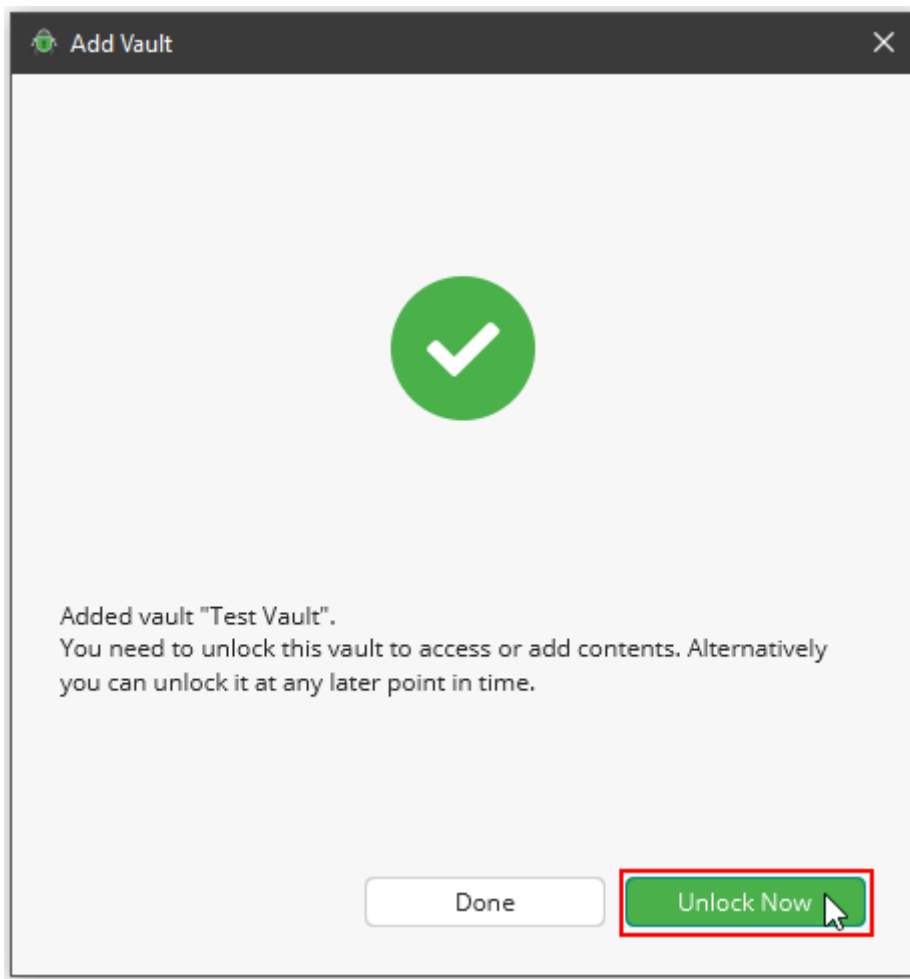 Add Vault
Added vault "Test Vault".
You need to unlock this vault to access or add contents. Alternatively
you can unlock it at any later point in time.
Done
Unlock Now